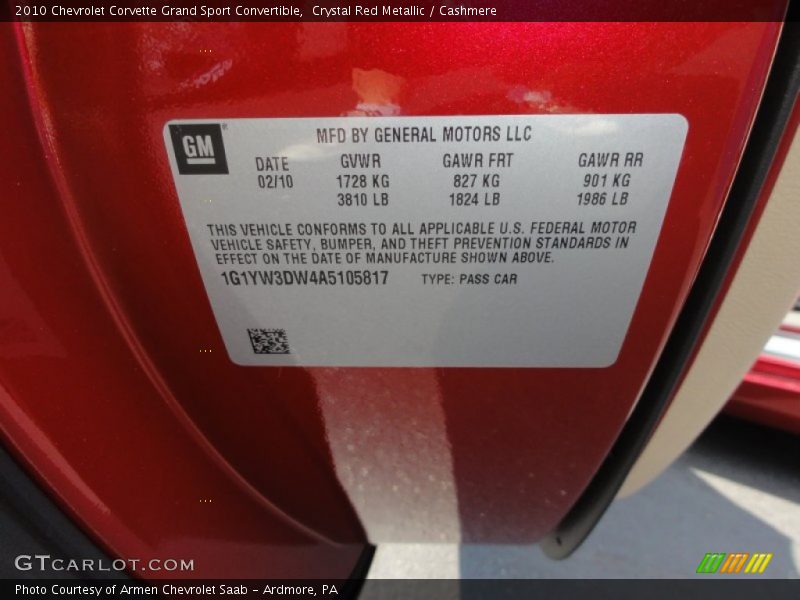 2010 Chevrolet Corvette Grand Sport Convertible, Crystal Red Metallic / Cashmere
GM
MFD BY GENERAL MOTORS LLC
DATE GVWR GAWR FRT GAWR RR
02/10 1728 KG 827 KG 901 KG
3810 LB 1824 LB 1986 LB
THIS VEHICLE CONFORMS TO ALL APPLICABLE U.S. FEDERAL MOTOR
VEHICLE SAFETY, BUMPER, AND THEFT PREVENTION STANDARDS IN
EFFECT ON THE DATE OF MANUFACTURE SHOWN ABOVE.
1G1YW3DW4A5105817 TYPE: PASS CAR
GTCARLOT.COM
Photo Courtesy of Armen Chevrolet Saab - Ardmore, PA